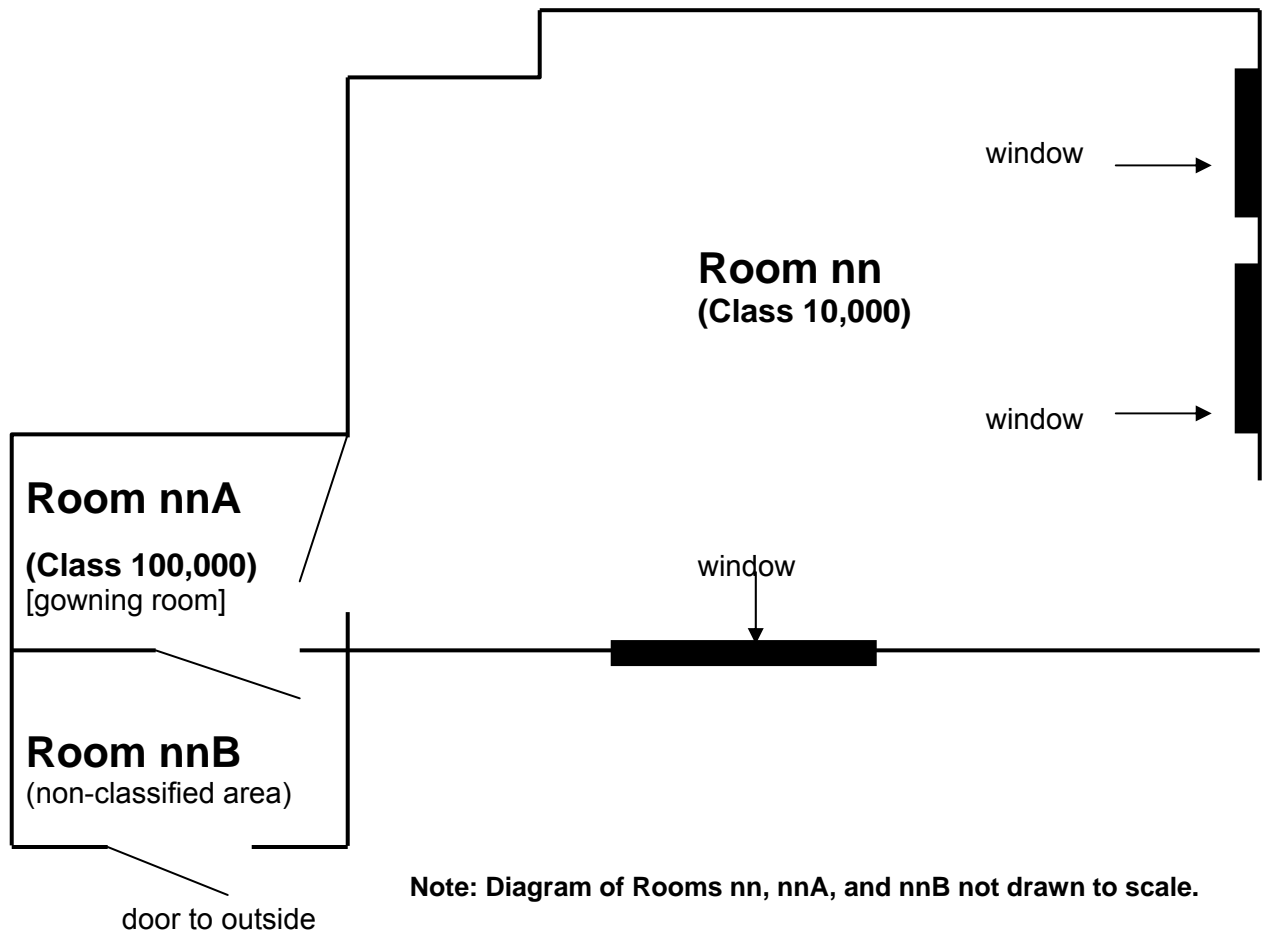 window
Room nn
(Class 10,000)
window
Room nnA
(Class 100,000)
[gowning room]
window
Room nnB
(non-classified area)
Note: Diagram of Rooms nn, nnA, and nnB not drawn to scale.
door to outside